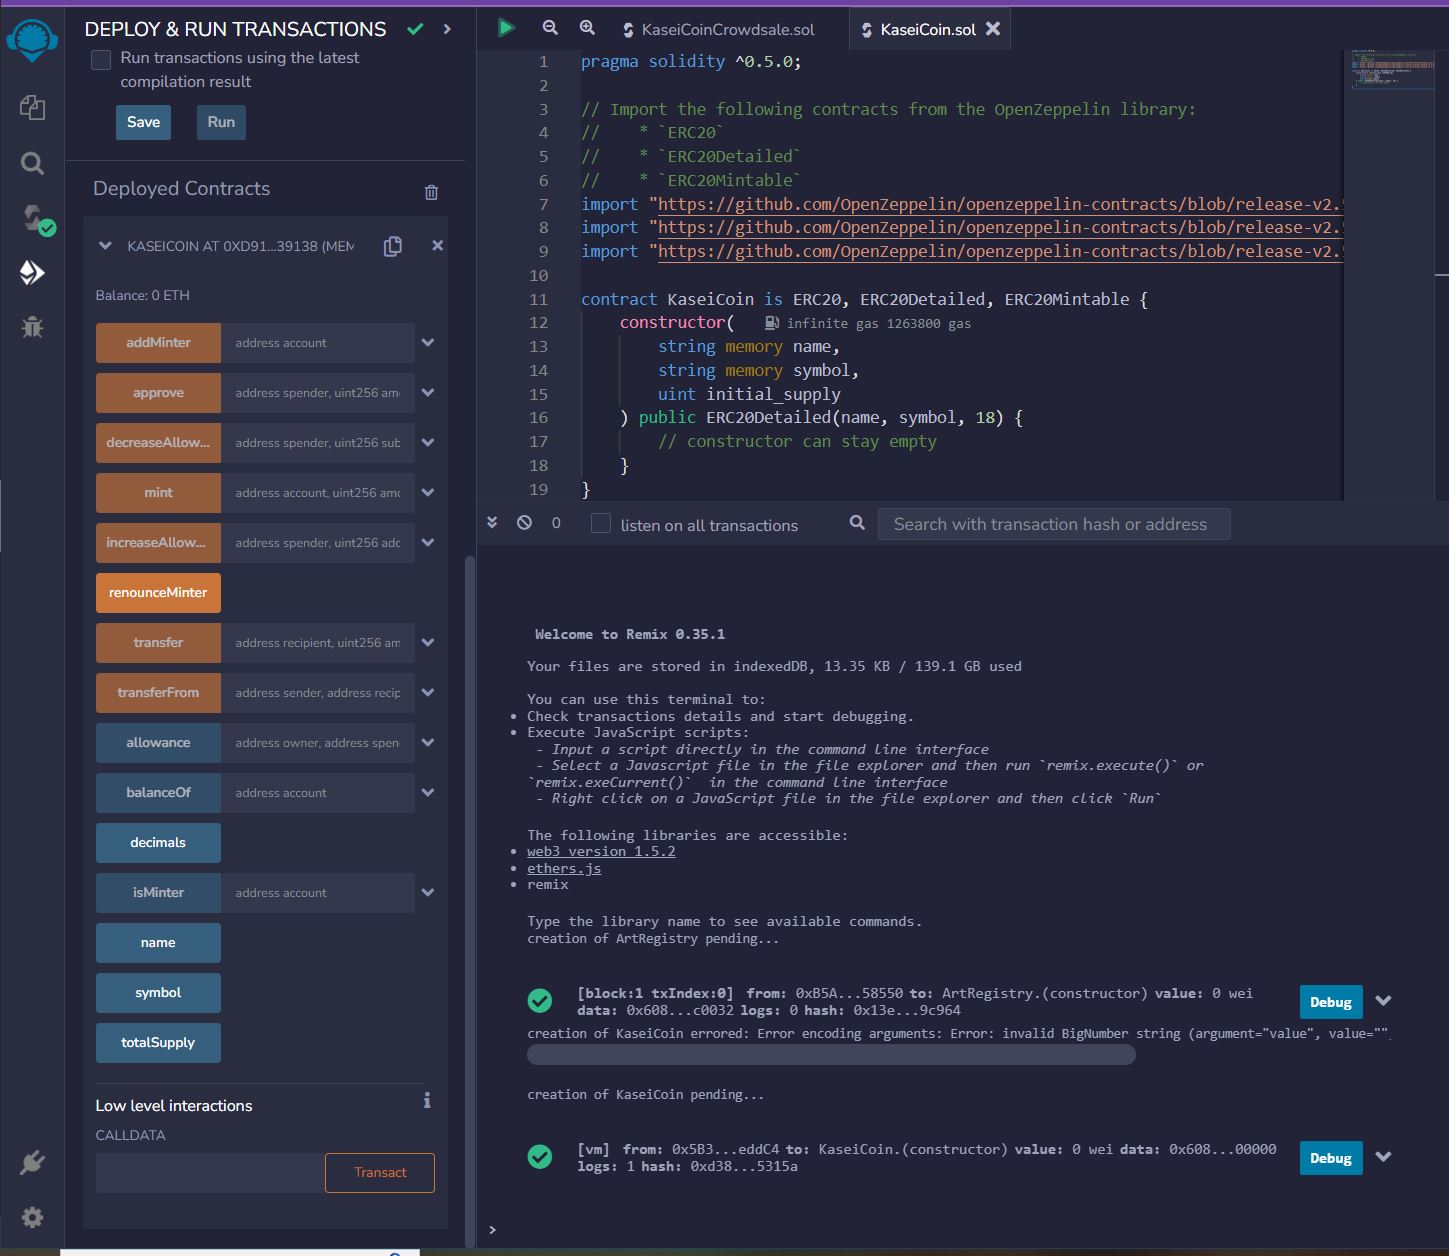 DEPLOY & RUN TRANSACTIONS
Run transactions using the latest
compilation result
Save
Run
Deployed Contracts
KASEICOIN AT 0XD91...39138 (MEM
Balance: 0 ETH
addMinter
address account
approve
address spender, uint256 am
decreaseAllow...
address spender, uint256 sub
mint
address account, uint256 amo
increaseAllow...
address spender, uint256 add
renounceMinter
transfer
address recipient, uint256 am
transferFrom
address sender, address recip
allowance
address owner, address spen
balanceOf
address account
decimals
isMinter
address account
name
symbol
totalSupply
Low level interactions
CALLDATA
Transact
KaseiCoinCrowdsale.sol
KaseiCoin.sol
1 pragma solidity ^0.5.0;
2
3 // Import the following contracts from the OpenZeppelin library:
4 //    * `ERC20`
5 //    * `ERC20Detailed`
6 //    * `ERC20Mintable`
7 import "https://github.com/OpenZeppelin/openzeppelin-contracts/blob/release-v2.
8 import "https://github.com/OpenZeppelin/openzeppelin-contracts/blob/release-v2.
9 import "https://github.com/OpenZeppelin/openzeppelin-contracts/blob/release-v2.
10
11 contract KaseiCoin is ERC20, ERC20Detailed, ERC20Mintable {
12     constructor( infinite gas 1263800 gas
13         string memory name,
14         string memory symbol,
15         uint initial_supply
16     ) public ERC20Detailed(name, symbol, 18) {
17         // constructor can stay empty
18     }
19 }
0
listen on all transactions
Search with transaction hash or address
Welcome to Remix 0.35.1
Your files are stored in indexedDB, 13.35 KB / 139.1 GB used
You can use this terminal to:
• Check transactions details and start debugging.
• Execute JavaScript scripts:
- Input a script directly in the command line interface
- Select a Javascript file in the file explorer and then run `remix.execute()` or
`remix.exeCurrent()`  in the command line interface
- Right click on a JavaScript file in the file explorer and then click `Run`
The following libraries are accessible:
• web3 version 1.5.2
• ethers.js
• remix
Type the library name to see available commands.
creation of ArtRegistry pending...
[block:1 txIndex:0] from: 0xB5A...58550 to: ArtRegistry.(constructor) value: 0 wei
data: 0x608...c0032 logs: 0 hash: 0x13e...9c964
Debug
creation of KaseiCoin errored: Error encoding arguments: Error: invalid BigNumber string (argument="value", value=""
creation of KaseiCoin pending...
[vm] from: 0x5B3...eddC4 to: KaseiCoin.(constructor) value: 0 wei data: 0x608...00000
logs: 1 hash: 0xd38...5315a
Debug
>